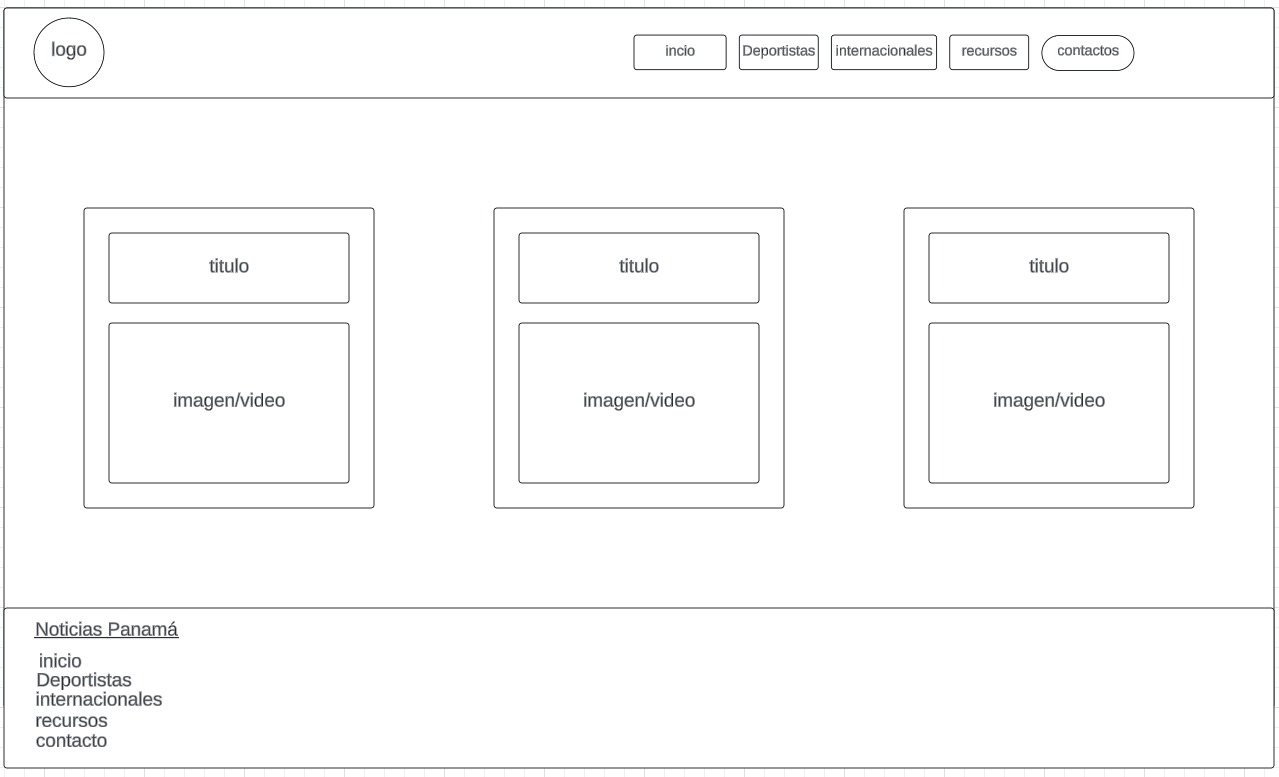 logo
incio
Deportistas
internacionales
recursos
contactos
titulo
titulo
titulo
imagen/video
imagen/video
imagen/video
Noticias Panamá
inicio
Deportistas
internacionales
recursos
contacto